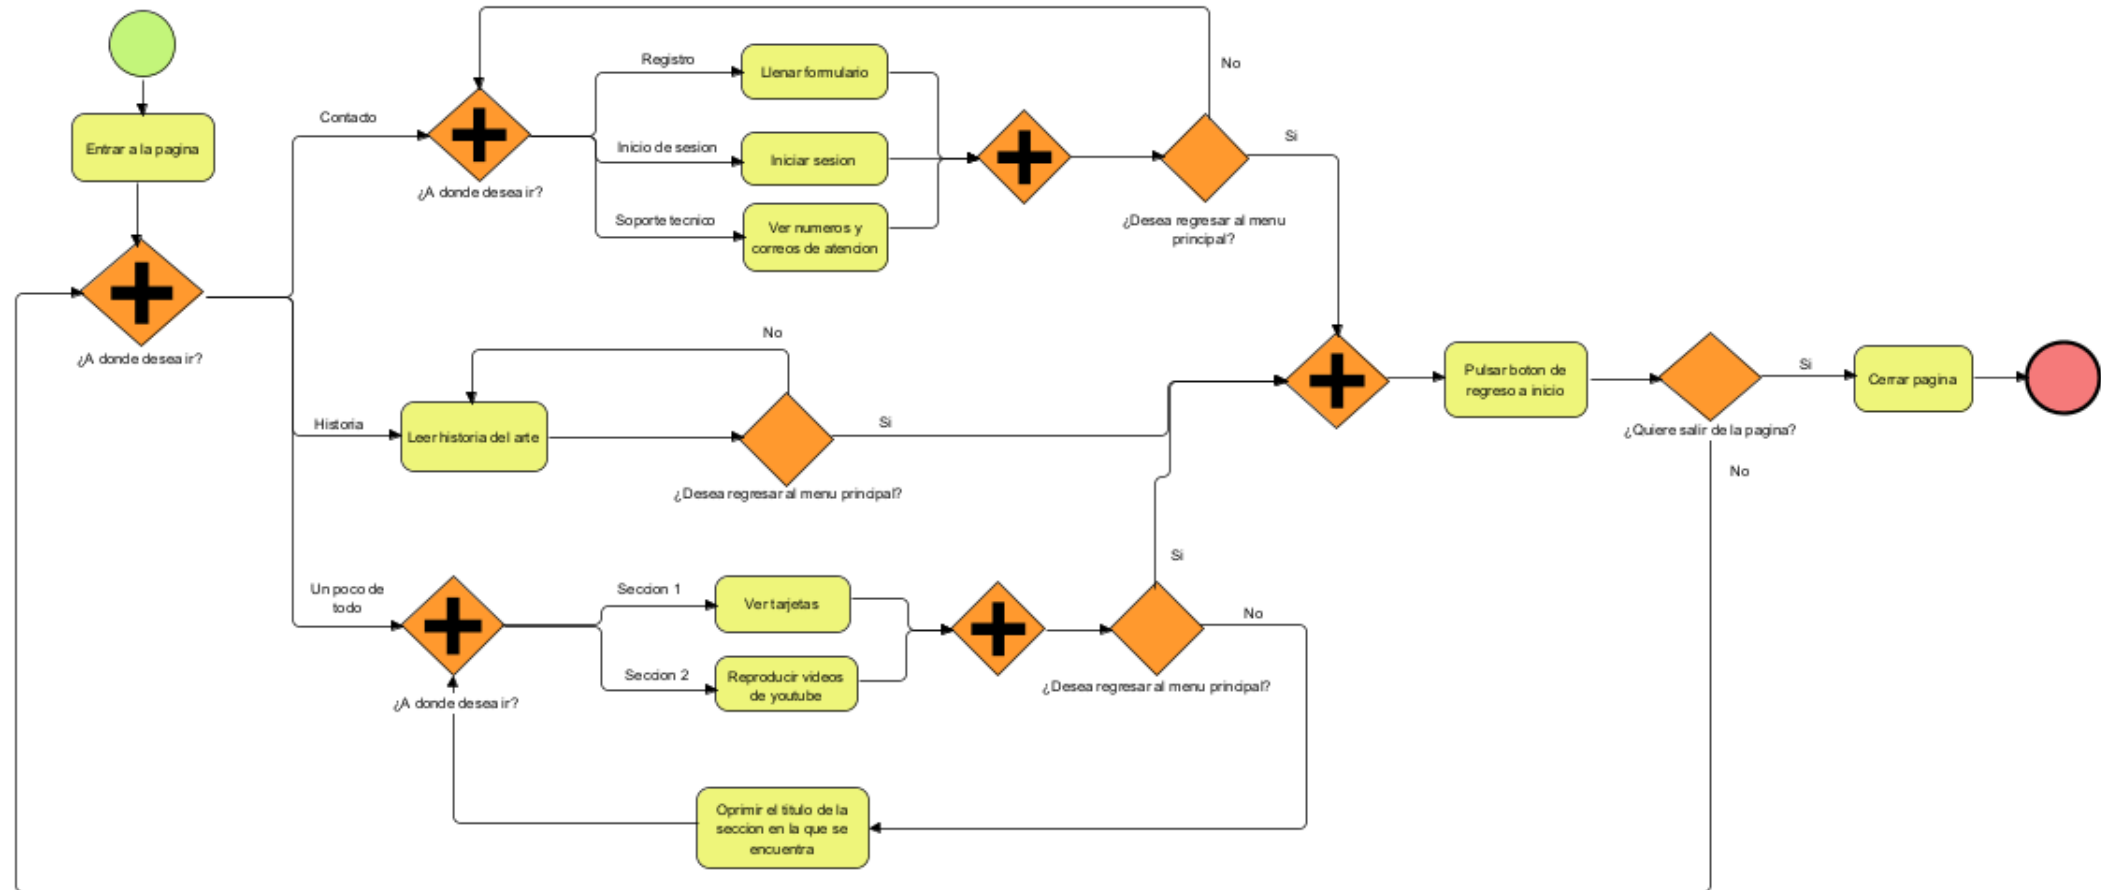 Entrar a la pagina
¿A donde desea ir?
Contacto
¿A donde desea ir?
Registro
Llenar formulario
Inicio de sesion
Iniciar sesion
Soporte tecnico
Ver numeros y
correos de atencion
No
Si
¿Desea regresar al menu
principal?
Historia
Leer historia del arte
No
Si
¿Desea regresar al menu principal?
Un poco de
todo
¿A donde desea ir?
Seccion 1
Ver tarjetas
Seccion 2
Reproducir videos
de youtube
Si
No
¿Desea regresar al menu principal?
Oprimir el titulo de la
seccion en la que se
encuentra
Pulsar boton de
regreso a inicio
¿Quiere salir de la pagina?
Si
No
Cerrar pagina